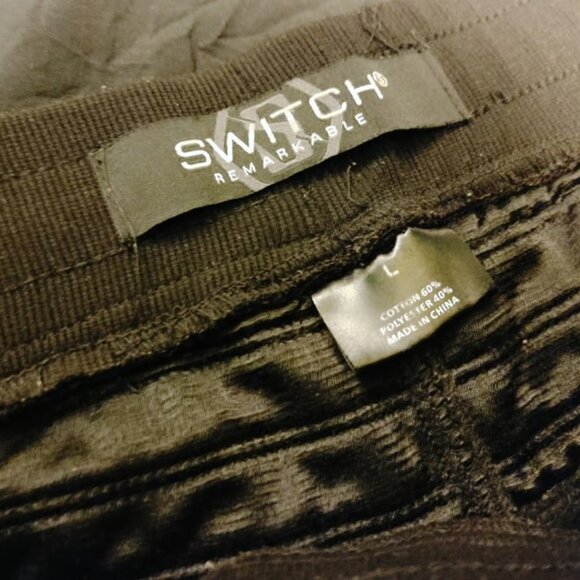 SWITCH
REMARKABLE
L
COTTON 60%
POLYESTER 40%
MADE IN CHINA